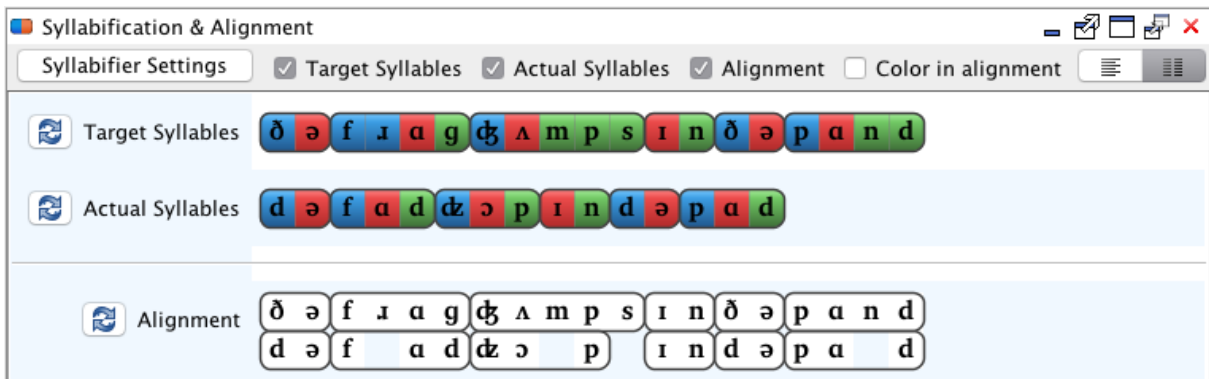 Syllabification & Alignment
Syllabifier Settings Target Syllables Actual Syllables Alignment Color in alignment
Target Syllables ð ə f ɹ ɑ ɡ ʤ ʌ m p s ɪ n ð ə p ɑ n d
Actual Syllables d ə f ɑ d ʣ ɔ p ɪ n d ə p ɑ d
Alignment ð ə f ɹ ɑ ɡ ʤ ʌ m p s ɪ n ð ə p ɑ n d
d ə f ɑ d ʣ ɔ p ɪ n d ə p ɑ d